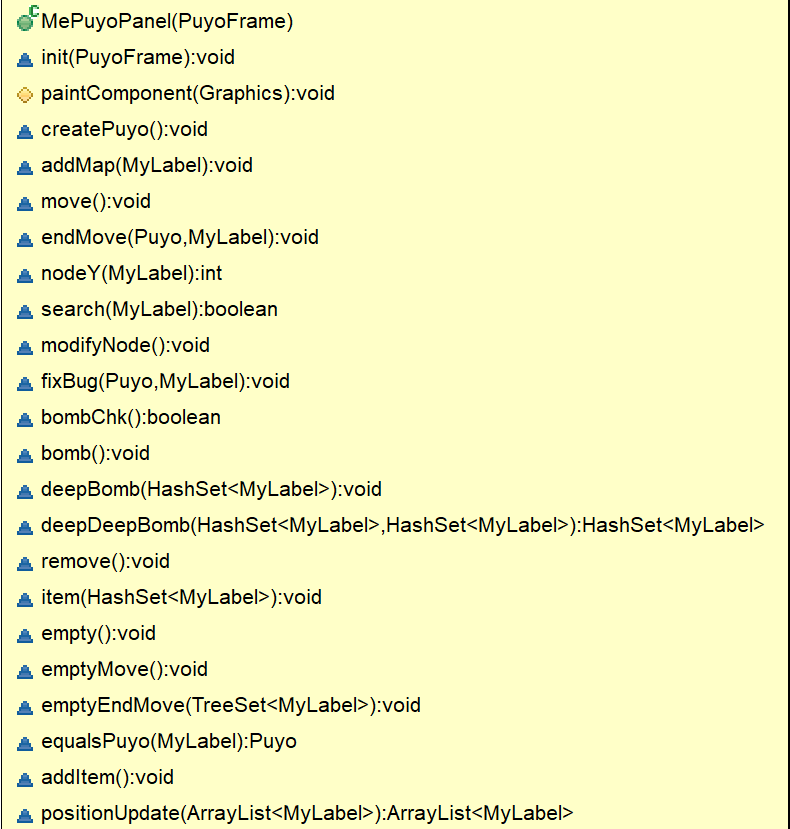 MePuyoPanel(PuyoFrame)
init(PuyoFrame):void
paintComponent(Graphics):void
createPuyo():void
addMap(MyLabel):void
move():void
endMove(Puyo,MyLabel):void
nodeY(MyLabel):int
search(MyLabel):boolean
modifyNode():void
fixBug(Puyo,MyLabel):void
bombChk():boolean
bomb():void
deepBomb(HashSet<MyLabel>):void
deepDeepBomb(HashSet<MyLabel>,HashSet<MyLabel>):HashSet<MyLabel>
remove():void
item(HashSet<MyLabel>):void
empty():void
emptyMove():void
emptyEndMove(TreeSet<MyLabel>):void
equalsPuyo(MyLabel):Puyo
addItem():void
positionUpdate(ArrayList<MyLabel>):ArrayList<MyLabel>